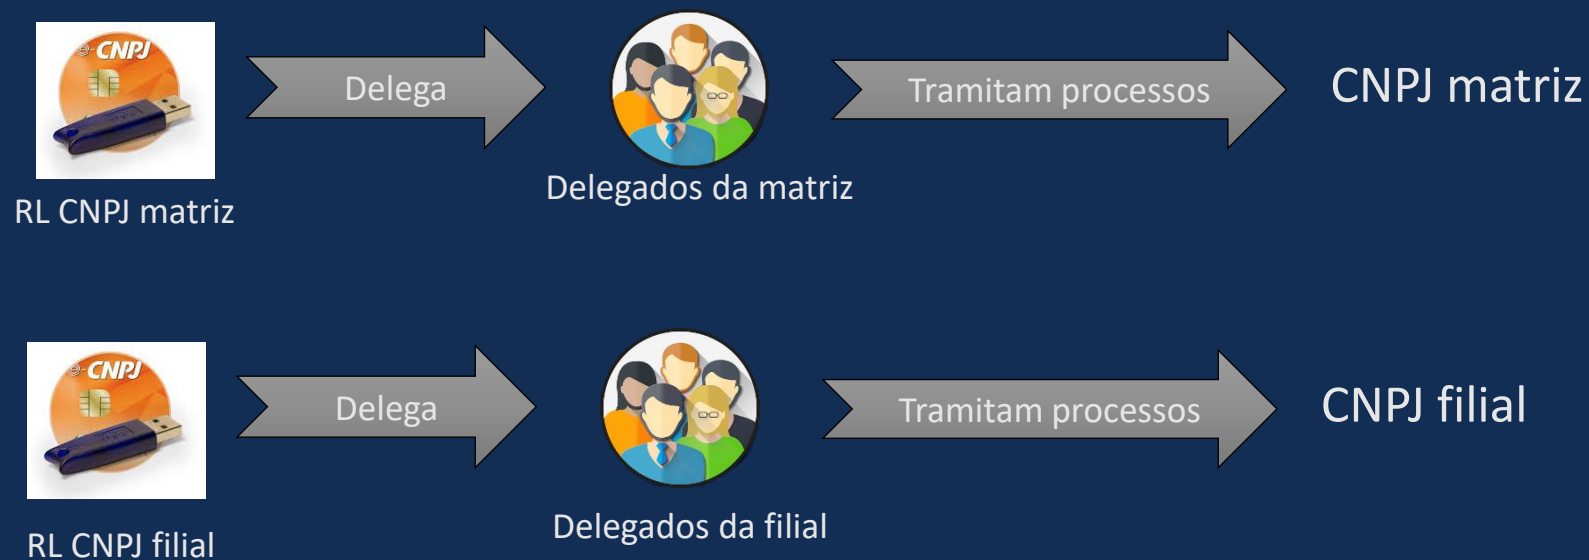 e-CNPJ
Delega
Tramitam processos
CNPJ matriz
RL CNPJ matriz
Delegados da matriz
e-CNPJ
Delega
Tramitam processos
CNPJ filial
RL CNPJ filial
Delegados da filial